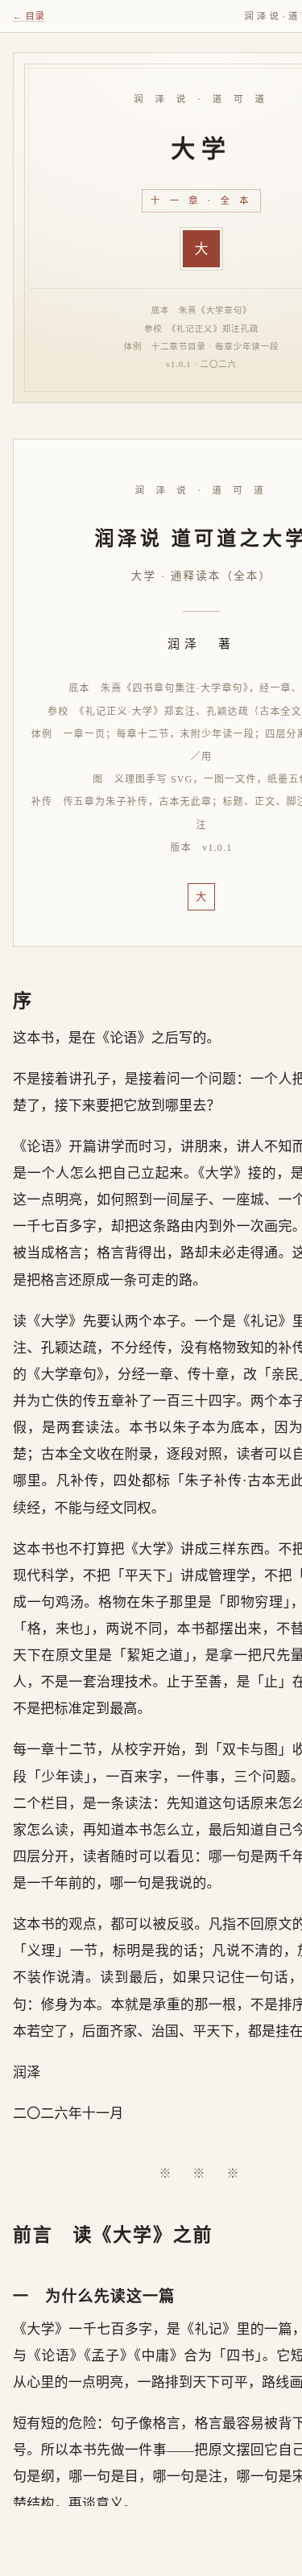 ← 目录
润泽说·道
润泽说·道可道
大学
十一章·全本
大
底本　朱熹《大学章句》
参校　《礼记正义》郑注孔疏
体例　十二章节目录·每章少年读一段
v1.0.1 · 二〇二六
润泽说·道可道
润泽说 道可道之大学
大学 · 通释读本（全本）
润泽　著
底本　朱熹《四书章句集注·大学章句》，经一章、
参校　《礼记正义·大学》郑玄注、孔颖达疏（古本全文
体例　一章一页；每章十二节，末附少年读一段；四层分离
／用
图　义理图手写 SVG，一图一文件，纸墨五
补传　传五章为朱子补传，古本无此章；标题、正文、脚注
注
版本　v1.0.1
大
序
这本书，是在《论语》之后写的。
不是接着讲孔子，是接着问一个问题：一个人把
楚了，接下来要把它放到哪里去？
《论语》开篇讲学而时习，讲朋来，讲人不知而
是一个人怎么把自己立起来。《大学》接的，是
这一点明亮，如何照到一间屋子、一座城、一个
一千七百多字，却把这条路由内到外一次画完。
被当成格言；格言背得出，路却未必走得通。这
是把格言还原成一条可走的路。
读《大学》先要认两个本子。一个是《礼记》里
注、孔颖达疏，不分经传，没有格物致知的补传
的《大学章句》，分经一章、传十章，改「亲民」
并为亡佚的传五章补了一百三十四字。两个本子
假，是两套读法。本书以朱子本为底本，因为
楚；古本全文收在附录，逐段对照，读者可以自
哪里。凡补传，四处都标「朱子补传·古本无此
续经，不能与经文同权。
这本书也不打算把《大学》讲成三样东西。不把
现代科学，不把「平天下」讲成管理学，不把「
成一句鸡汤。格物在朱子那里是「即物穷理」，
「格，来也」，两说不同，本书都摆出来，不替
天下在原文里是「絜矩之道」，是拿一把尺先量
人，不是一套治理技术。止于至善，是「止」在
不是把标准定到最高。
每一章十二节，从校字开始，到「双卡与图」收
段「少年读」，一百来字，一件事，三个问题。
二个栏目，是一条读法：先知道这句话原来怎么
家怎么读，再知道本书怎么立，最后知道自己今
四层分开，读者随时可以看见：哪一句是两千年
是一千年前的，哪一句是我说的。
这本书的观点，都可以被反驳。凡指不回原文的
「义理」一节，标明是我的话；凡说不清的，放
不装作说清。读到最后，如果只记住一句话，
句：修身为本。本就是承重的那一根，不是排序
本若空了，后面齐家、治国、平天下，都是挂在
润泽
二〇二六年十一月
※　※　※
前言　读《大学》之前
一　为什么先读这一篇
《大学》一千七百多字，是《礼记》里的一篇，
与《论语》《孟子》《中庸》合为「四书」。它短
从心里的一点明亮，一路排到天下可平，路线画
短有短的危险：句子像格言，格言最容易被背下
号。所以本书先做一件事——把原文摆回它自己
句是纲，哪一句是目，哪一句是注，哪一句是宋
楚结构，再谈意义。